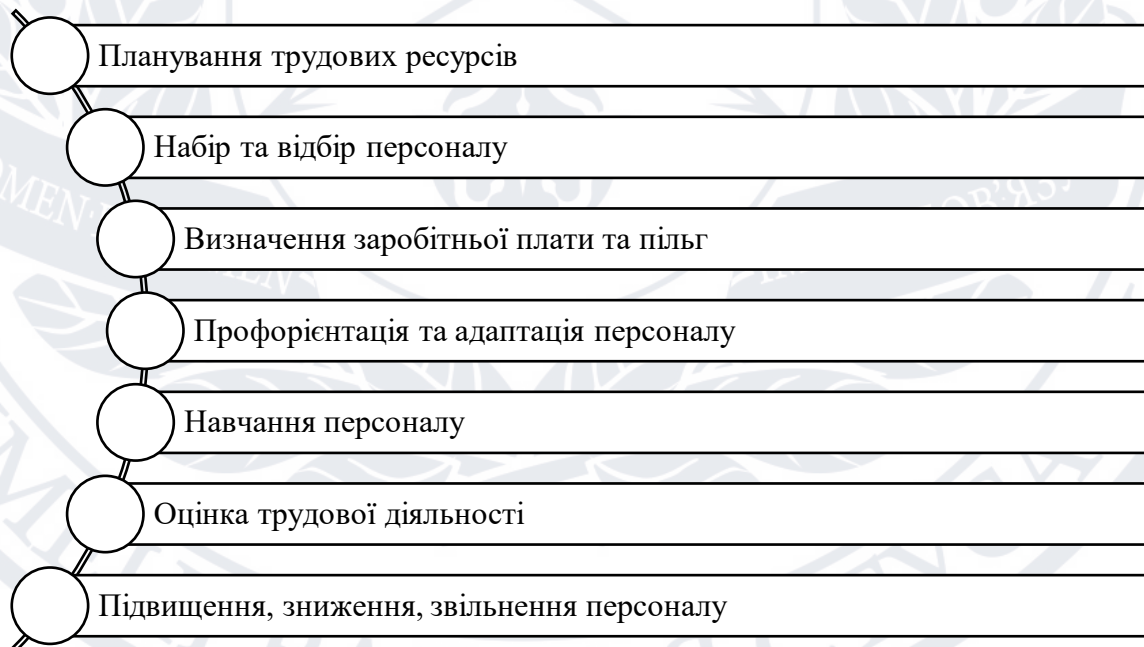 Планування трудових ресурсів
Набір та відбір персоналу
Визначення заробітньої плати та пільг
Профорієнтація та адаптація персоналу
Навчання персоналу
Оцінка трудової діяльності
Підвищення, зниження, звільнення персоналу